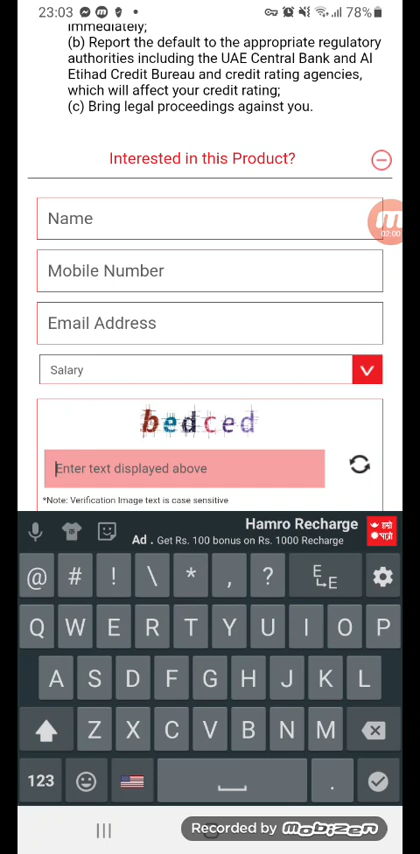 23:03 78%
immediately;
(b) Report the default to the appropriate regulatory
authorities including the UAE Central Bank and Al
Etihad Credit Bureau and credit rating agencies,
which will affect your credit rating;
(c) Bring legal proceedings against you.
Interested in this Product?
Name
02:00
Mobile Number
Email Address
Salary
bedced
Enter text displayed above
*Note: Verification Image text is case sensitive
Hamro Recharge
Ad . Get Rs. 100 bonus on Rs. 1000 Recharge
हाम्रो
पात्रो
@ # ! \ * , ? E E
Q W E R T Y U I O P
A S D F G H J K L
Z X C V B N M
123 .
Recorded by mobizen